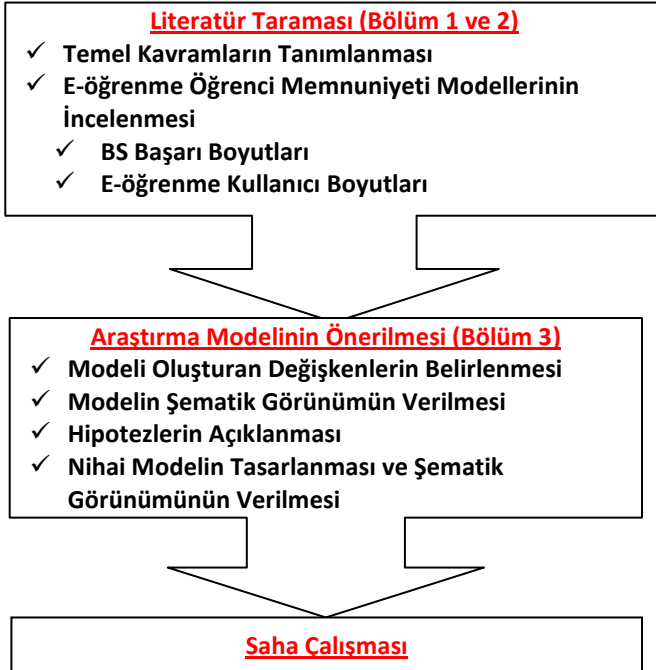 Literatür Taraması (Bölüm 1 ve 2)
✓ Temel Kavramların Tanımlanması
✓ E-öğrenme Öğrenci Memnuniyeti Modellerinin
İncelenmesi
✓ BS Başarı Boyutları
✓ E-öğrenme Kullanıcı Boyutları
Araştırma Modelinin Önerilmesi (Bölüm 3)
✓ Modeli Oluşturan Değişkenlerin Belirlenmesi
✓ Modelin Şematik Görünümün Verilmesi
✓ Hipotezlerin Açıklanması
✓ Nihai Modelin Tasarlanması ve Şematik
Görünümünün Verilmesi
Saha Çalışması